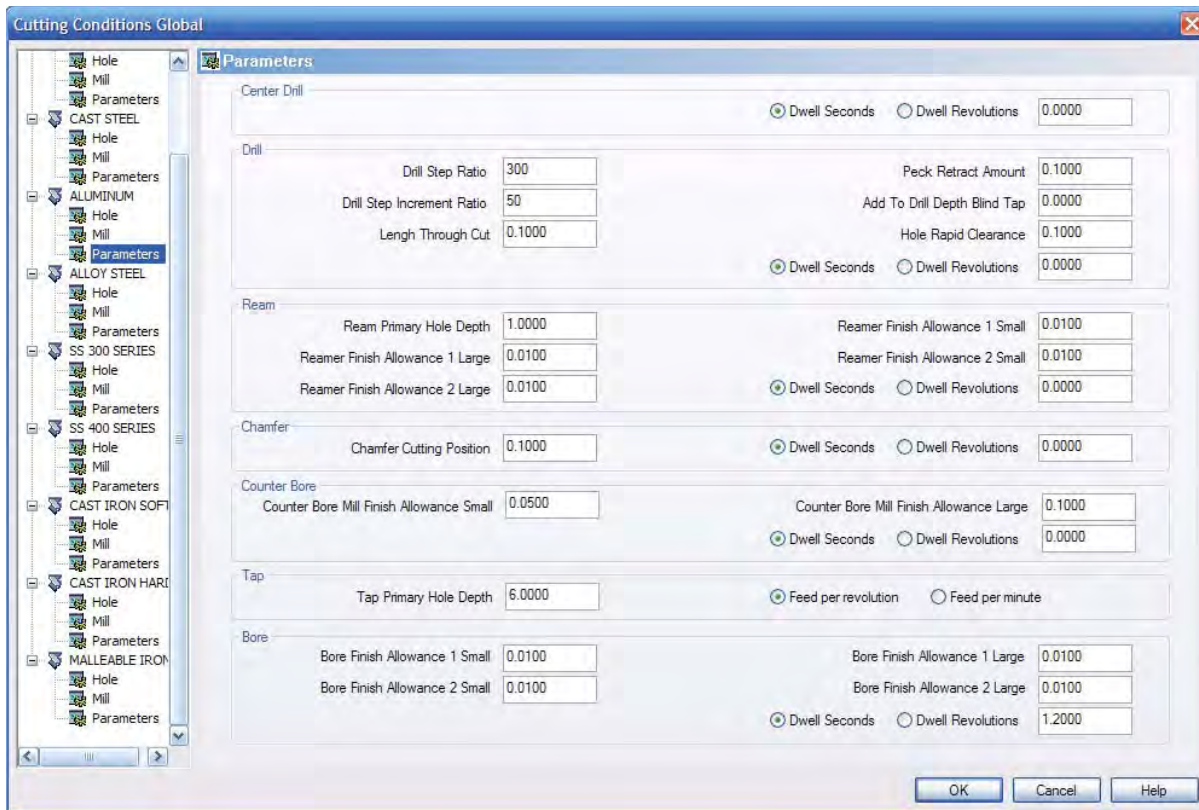 Cutting Conditions Global
Hole
Mill
Parameters
CAST STEEL
Hole
Mill
Parameters
ALUMINUM
Hole
Mill
Parameters
ALLOY STEEL
Hole
Mill
Parameters
SS 300 SERIES
Hole
Mill
Parameters
SS 400 SERIES
Hole
Mill
Parameters
CAST IRON SOFT
Hole
Mill
Parameters
CAST IRON HARD
Hole
Mill
Parameters
MALLEABLE IRON
Hole
Mill
Parameters
Parameters
Center Drill
Dwell Seconds Dwell Revolutions 0.0000
Drill
Drill Step Ratio 300 Peck Retract Amount 0.1000
Drill Step Increment Ratio 50 Add To Drill Depth Blind Tap 0.0000
Lengh Through Cut 0.1000 Hole Rapid Clearance 0.1000
Dwell Seconds Dwell Revolutions 0.0000
Ream
Ream Primary Hole Depth 1.0000 Reamer Finish Allowance 1 Small 0.0100
Reamer Finish Allowance 1 Large 0.0100 Reamer Finish Allowance 2 Small 0.0100
Reamer Finish Allowance 2 Large 0.0100 Dwell Seconds Dwell Revolutions 0.0000
Chamfer
Chamfer Cutting Position 0.1000 Dwell Seconds Dwell Revolutions 0.0000
Counter Bore
Counter Bore Mill Finish Allowance Small 0.0500 Counter Bore Mill Finish Allowance Large 0.1000
Dwell Seconds Dwell Revolutions 0.0000
Tap
Tap Primary Hole Depth 6.0000 Feed per revolution Feed per minute
Bore
Bore Finish Allowance 1 Small 0.0100 Bore Finish Allowance 1 Large 0.0100
Bore Finish Allowance 2 Small 0.0100 Bore Finish Allowance 2 Large 0.0100
Dwell Seconds Dwell Revolutions 1.2000
OK Cancel Help